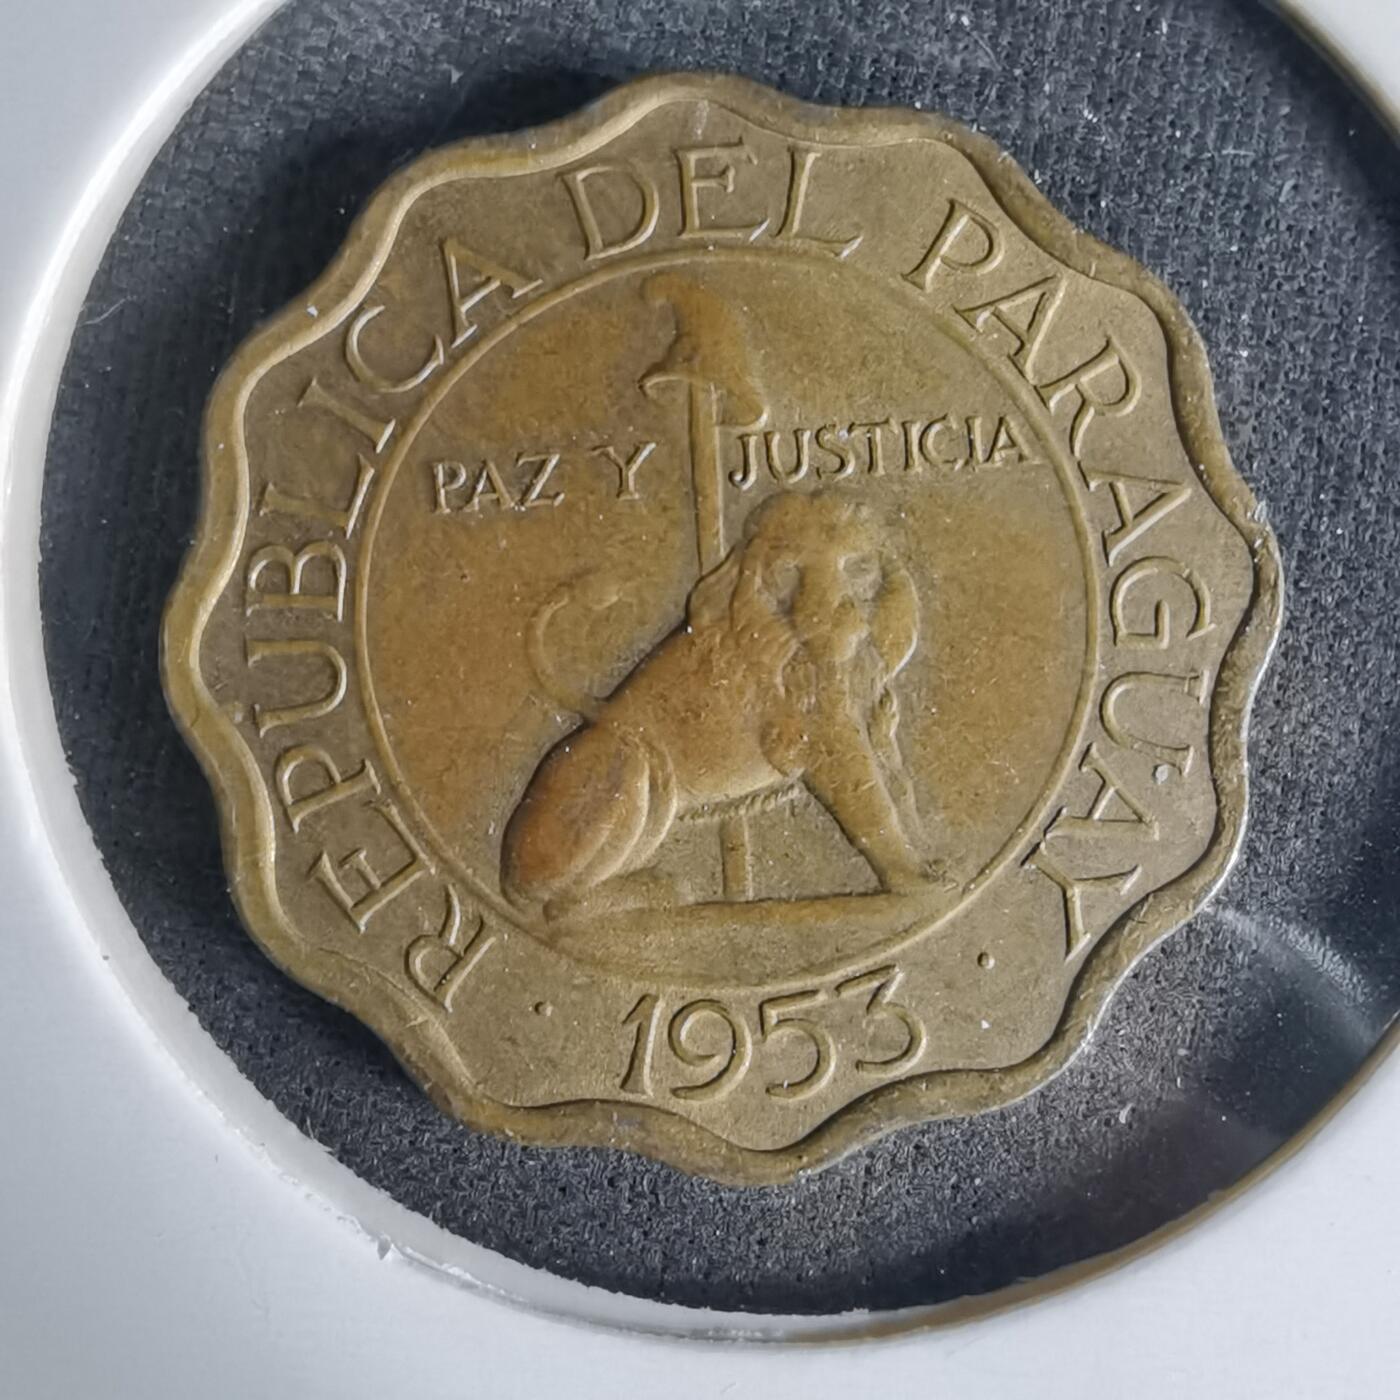 REPUBLICA DEL PARAGUAY
PAZ Y JUSTICIA
· 1953 ·